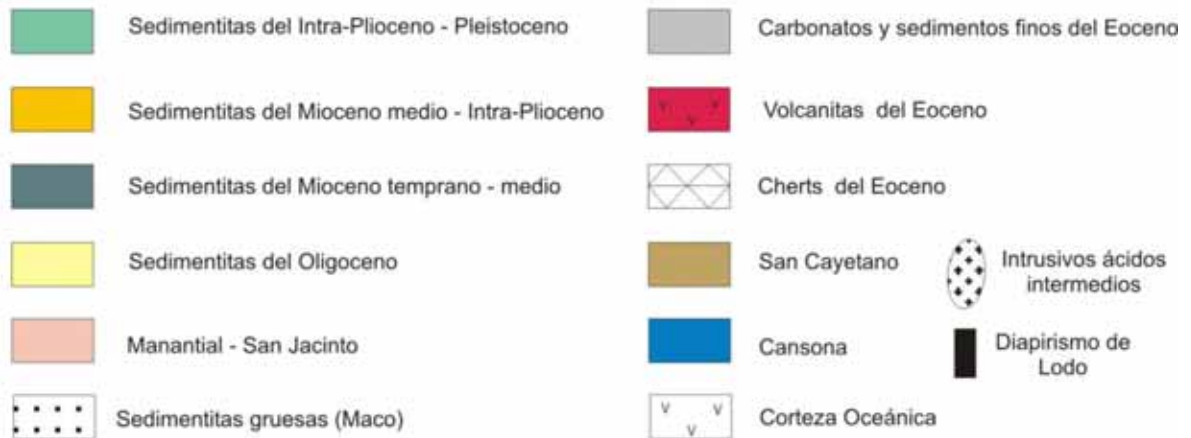 Sedimentitas del Intra-Plioceno - Pleistoceno
Sedimentitas del Mioceno medio - Intra-Plioceno
Sedimentitas del Mioceno temprano - medio
Sedimentitas del Oligoceno
Manantial - San Jacinto
Sedimentitas gruesas (Maco)
Carbonatos y sedimentos finos del Eoceno
Volcanitas del Eoceno
Cherts del Eoceno
San Cayetano
Cansona
Corteza Oceánica
Intrusivos ácidos
intermedios
Diapirismo de
Lodo